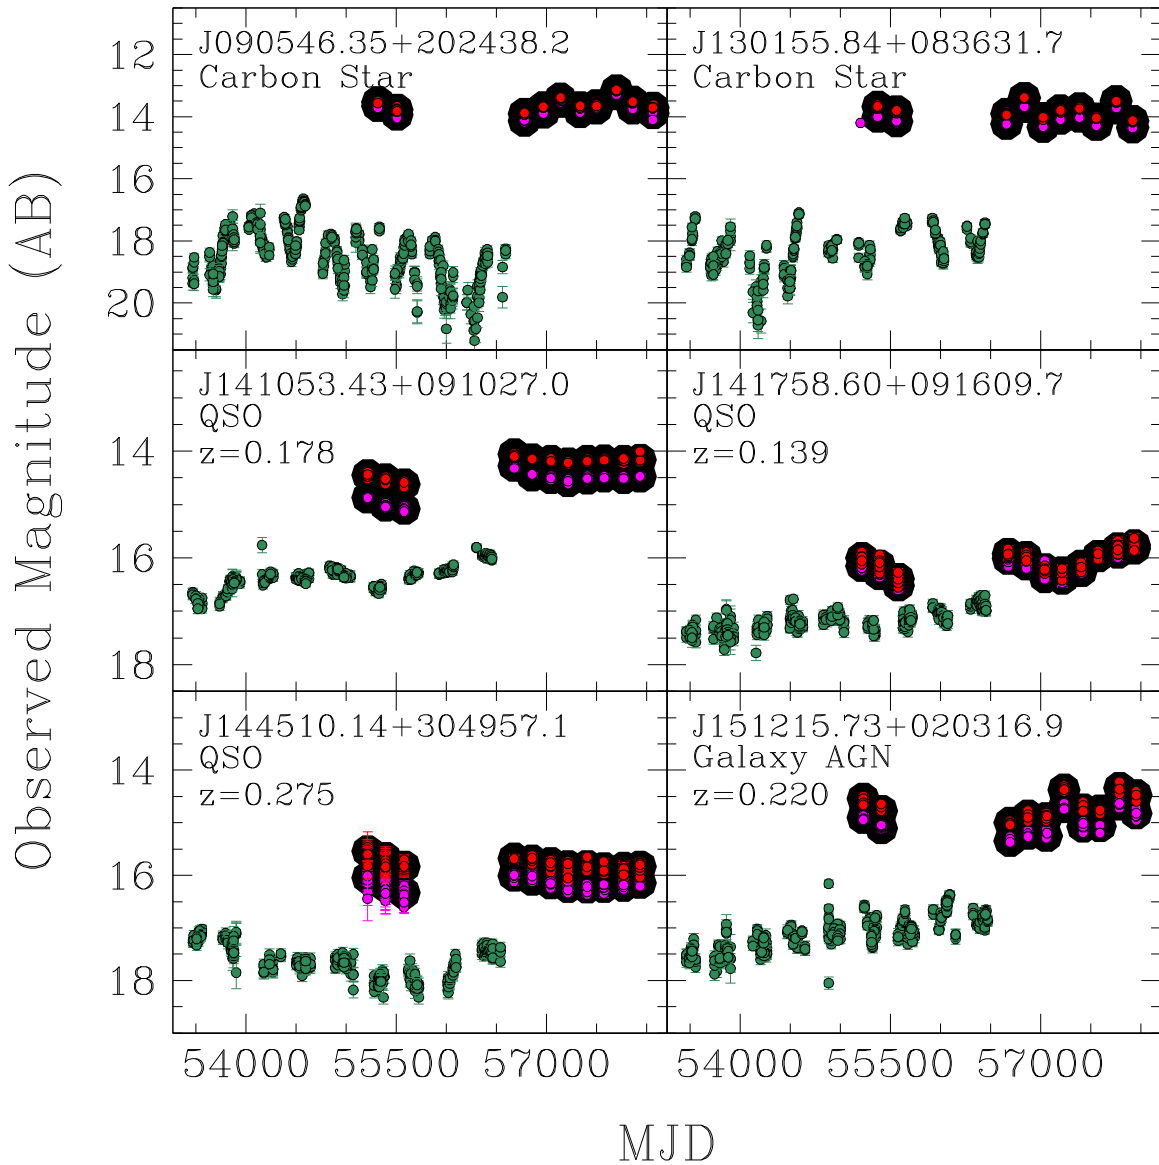 Observed Magnitude (AB)
12
14
16
18
20
J090546.35+202438.2
Carbon Star
J130155.84+083631.7
Carbon Star
14
16
18
J141053.43+091027.0
QSO
z=0.178
J141758.60+091609.7
QSO
z=0.139
14
16
18
J144510.14+304957.1
QSO
z=0.275
J151215.73+020316.9
Galaxy AGN
z=0.220
54000 55500 57000 54000 55500 57000
MJD